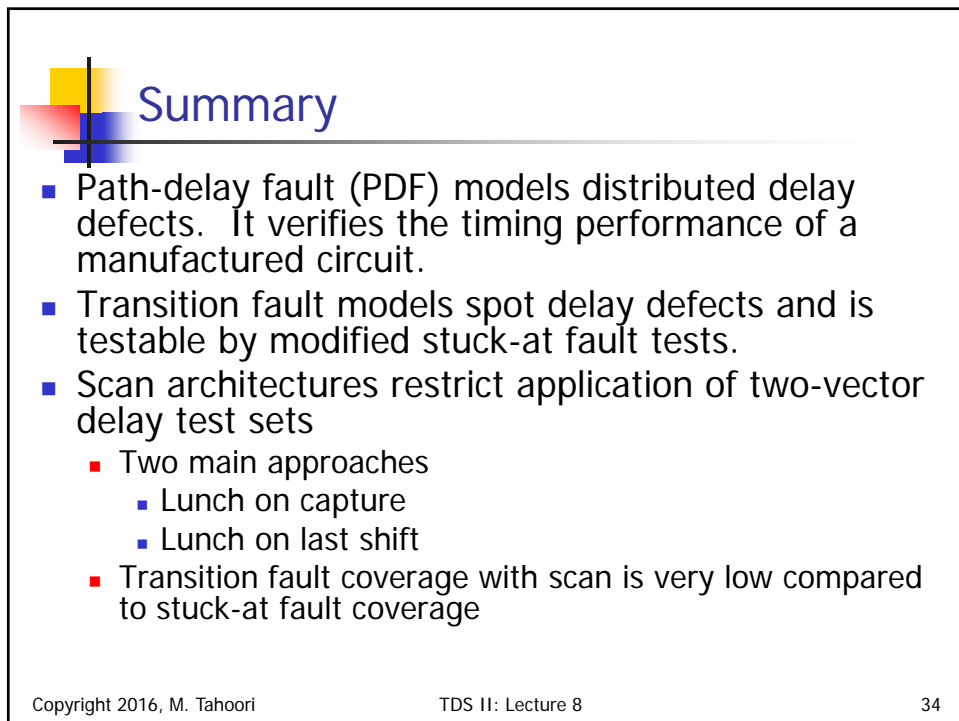 Summary
Path-delay fault (PDF) models distributed delay
defects. It verifies the timing performance of a
manufactured circuit.
Transition fault models spot delay defects and is
testable by modified stuck-at fault tests.
Scan architectures restrict application of two-vector
delay test sets
Two main approaches
Lunch on capture
Lunch on last shift
Transition fault coverage with scan is very low compared
to stuck-at fault coverage
Copyright 2016, M. Tahoori TDS II: Lecture 8 34